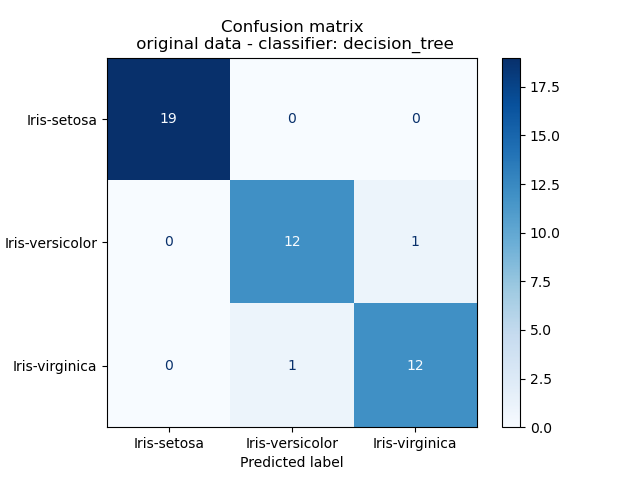 Confusion matrix
original data - classifier: decision_tree
Iris-setosa 19 0 0
Iris-versicolor 0 12 1
Iris-virginica 0 1 12
Iris-setosa Iris-versicolor Iris-virginica
Predicted label
17.5
15.0
12.5
10.0
7.5
5.0
2.5
0.0